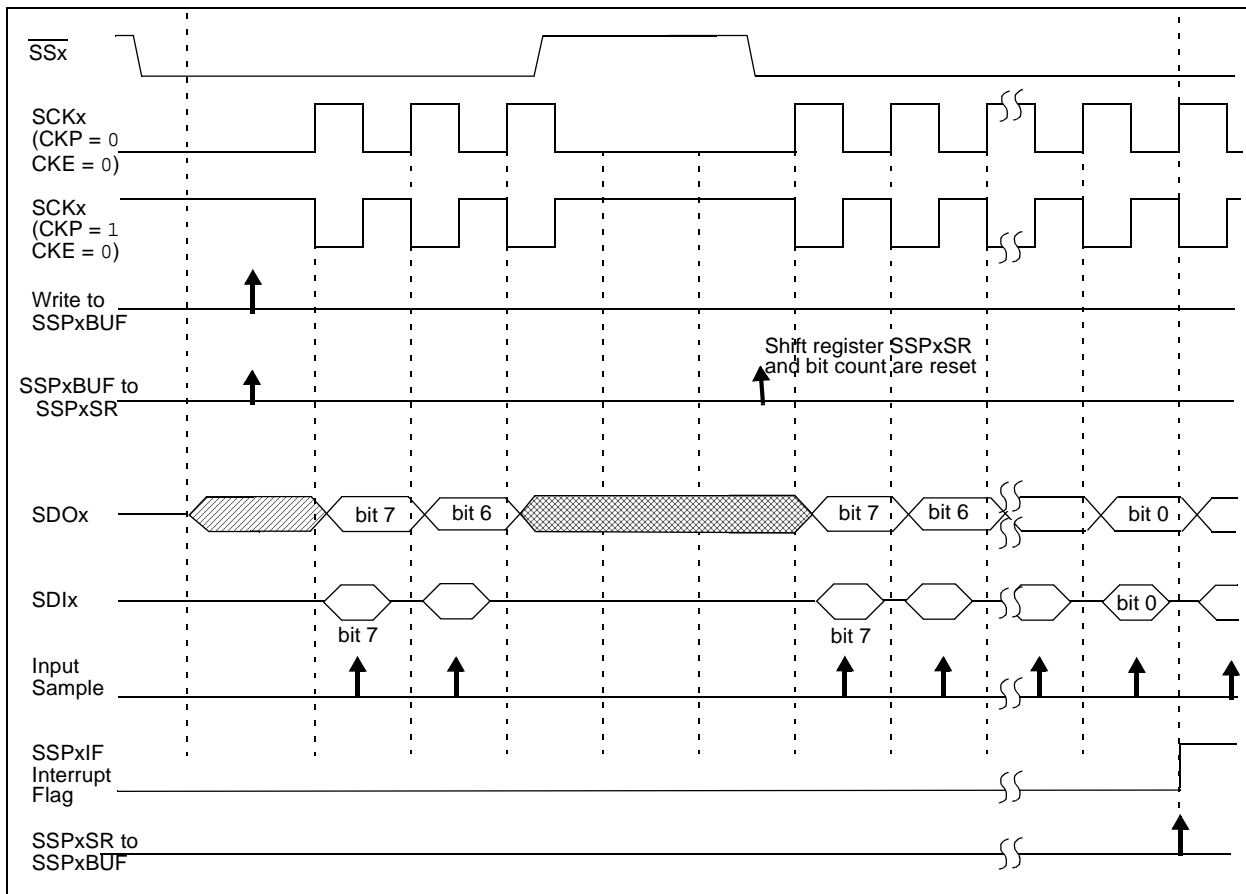 SSx
SCKx
(CKP = 0
CKE = 0)
SCKx
(CKP = 1
CKE = 0)
Write to
SSPxBUF
Shift register SSPxSR
and bit count are reset
SSPxBUF to
SSPxSR
SDOx
bit 7
bit 6
bit 7
bit 6
bit 0
SDIx
bit 0
bit 7
bit 7
Input
Sample
SSPxIF
Interrupt
Flag
SSPxSR to
SSPxBUF